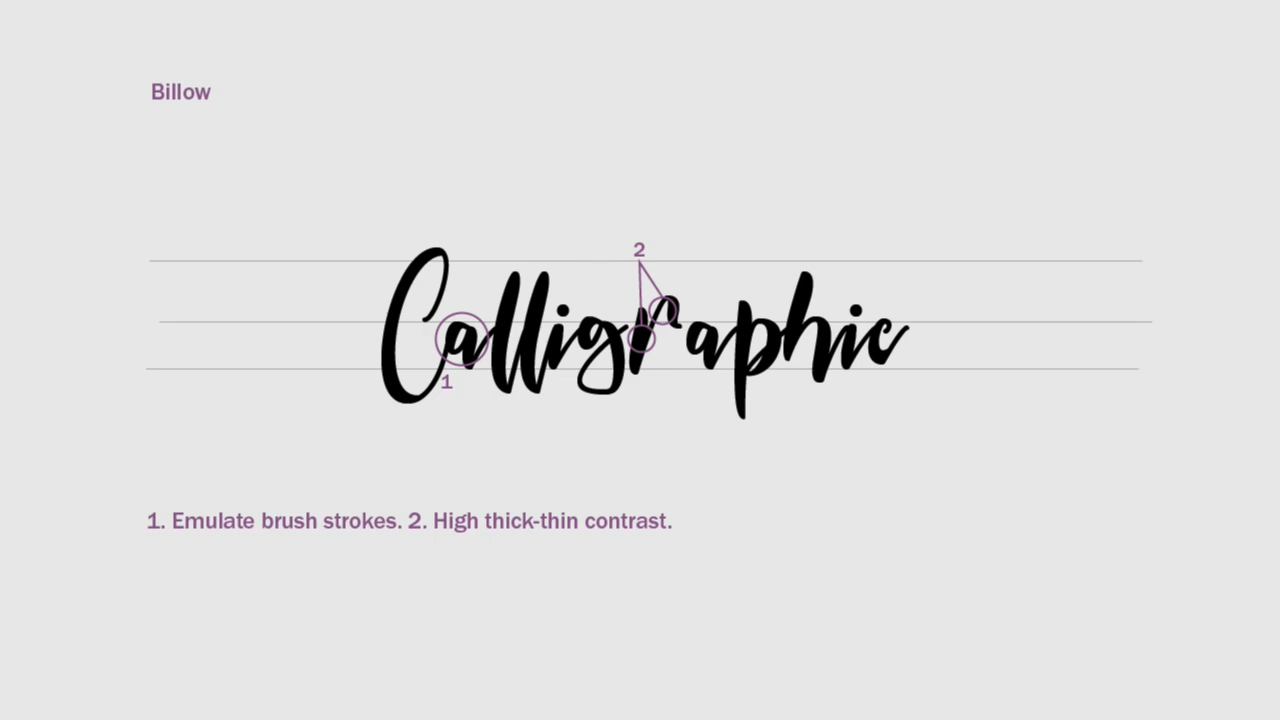 Billow
2
Calligraphic
1
1. Emulate brush strokes. 2. High thick-thin contrast.